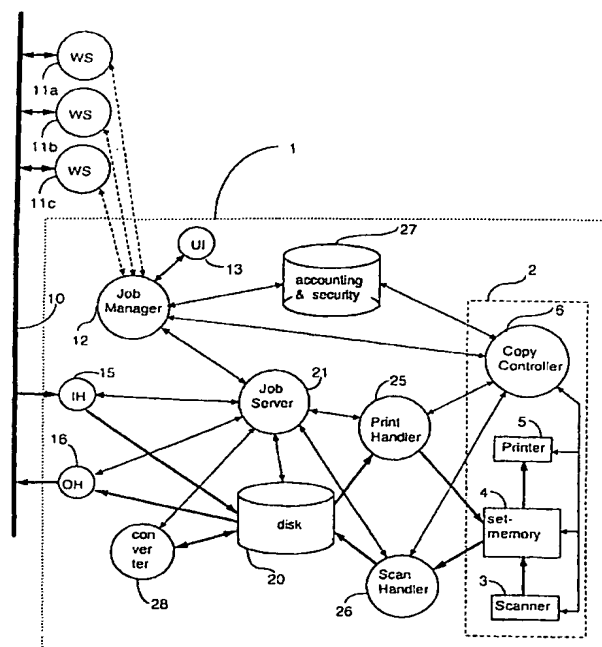 WS
11a
WS
11b
WS
11c
1
UI
13
27
accounting
& security
2
6
10
Job
Manager
12
Copy
Controller
15
IH
21
Job
Server
25
Print
Handler
5
Printer
16
OH
4
set-
memory
disk
20
con
ver
ter
28
Scan
Handler
26
3
Scanner